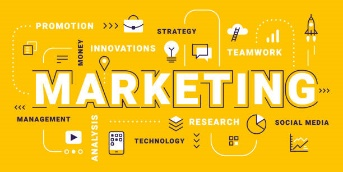 PROMOTION
STRATEGY
MONEY
INNOVATIONS
TEAMWORK
MARKETING
MANAGEMENT
ANALYSIS
RESEARCH
SOCIAL MEDIA
TECHNOLOGY